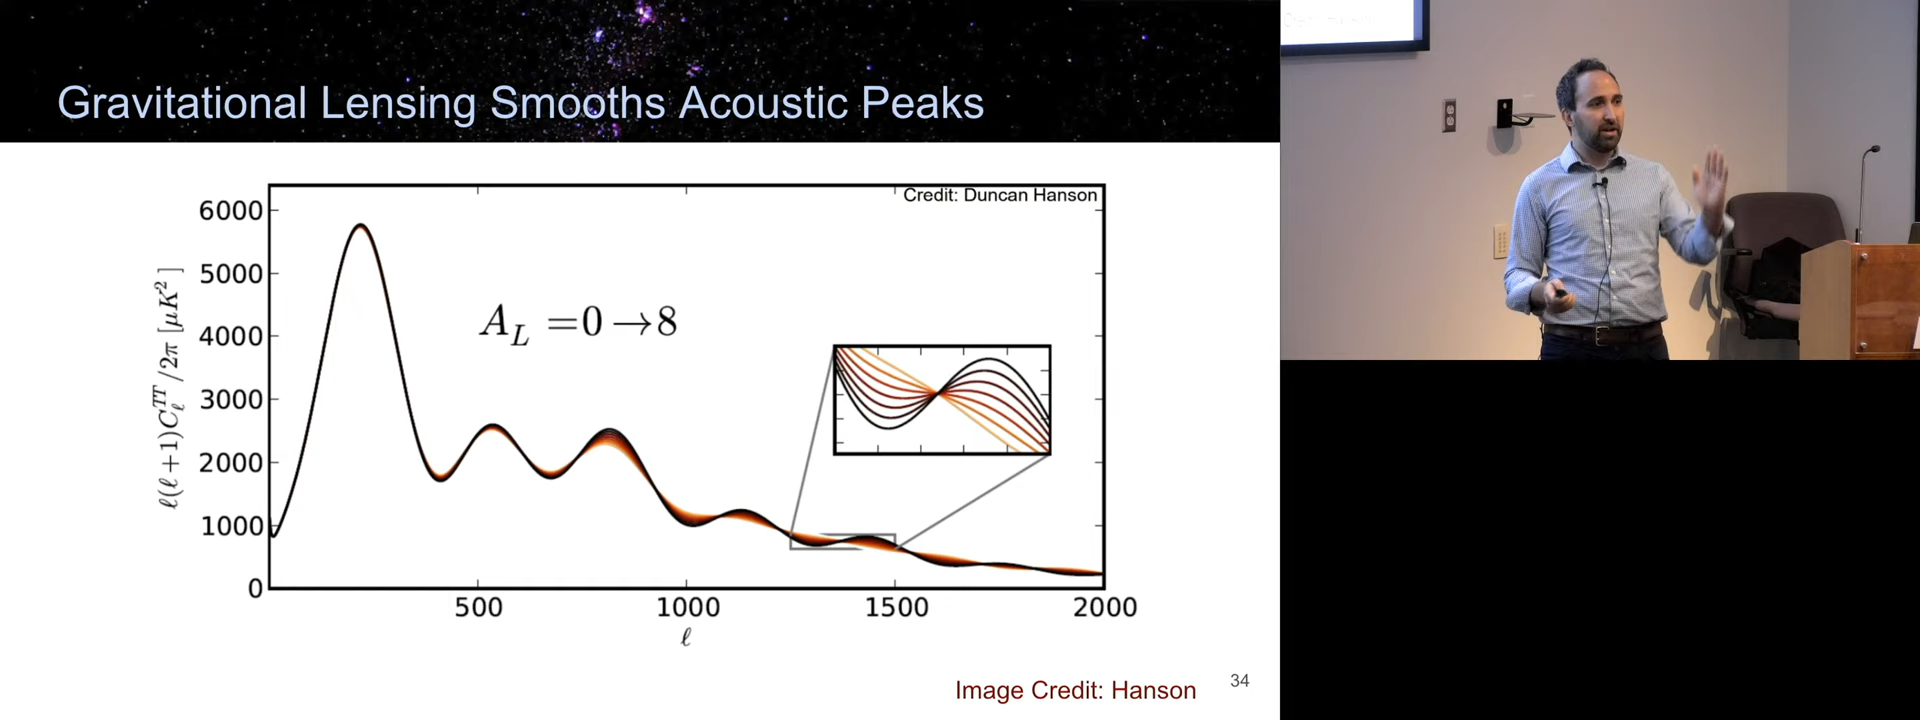 Gravitational Lensing Smooths Acoustic Peaks
Credit: Duncan Hanson
6000
5000
4000
3000
2000
1000
0
ℓ(ℓ+1)C_ℓ^{TT}/2π [μK²]
A_L =0→8
500
1000
1500
2000
ℓ
Image Credit: Hanson
34